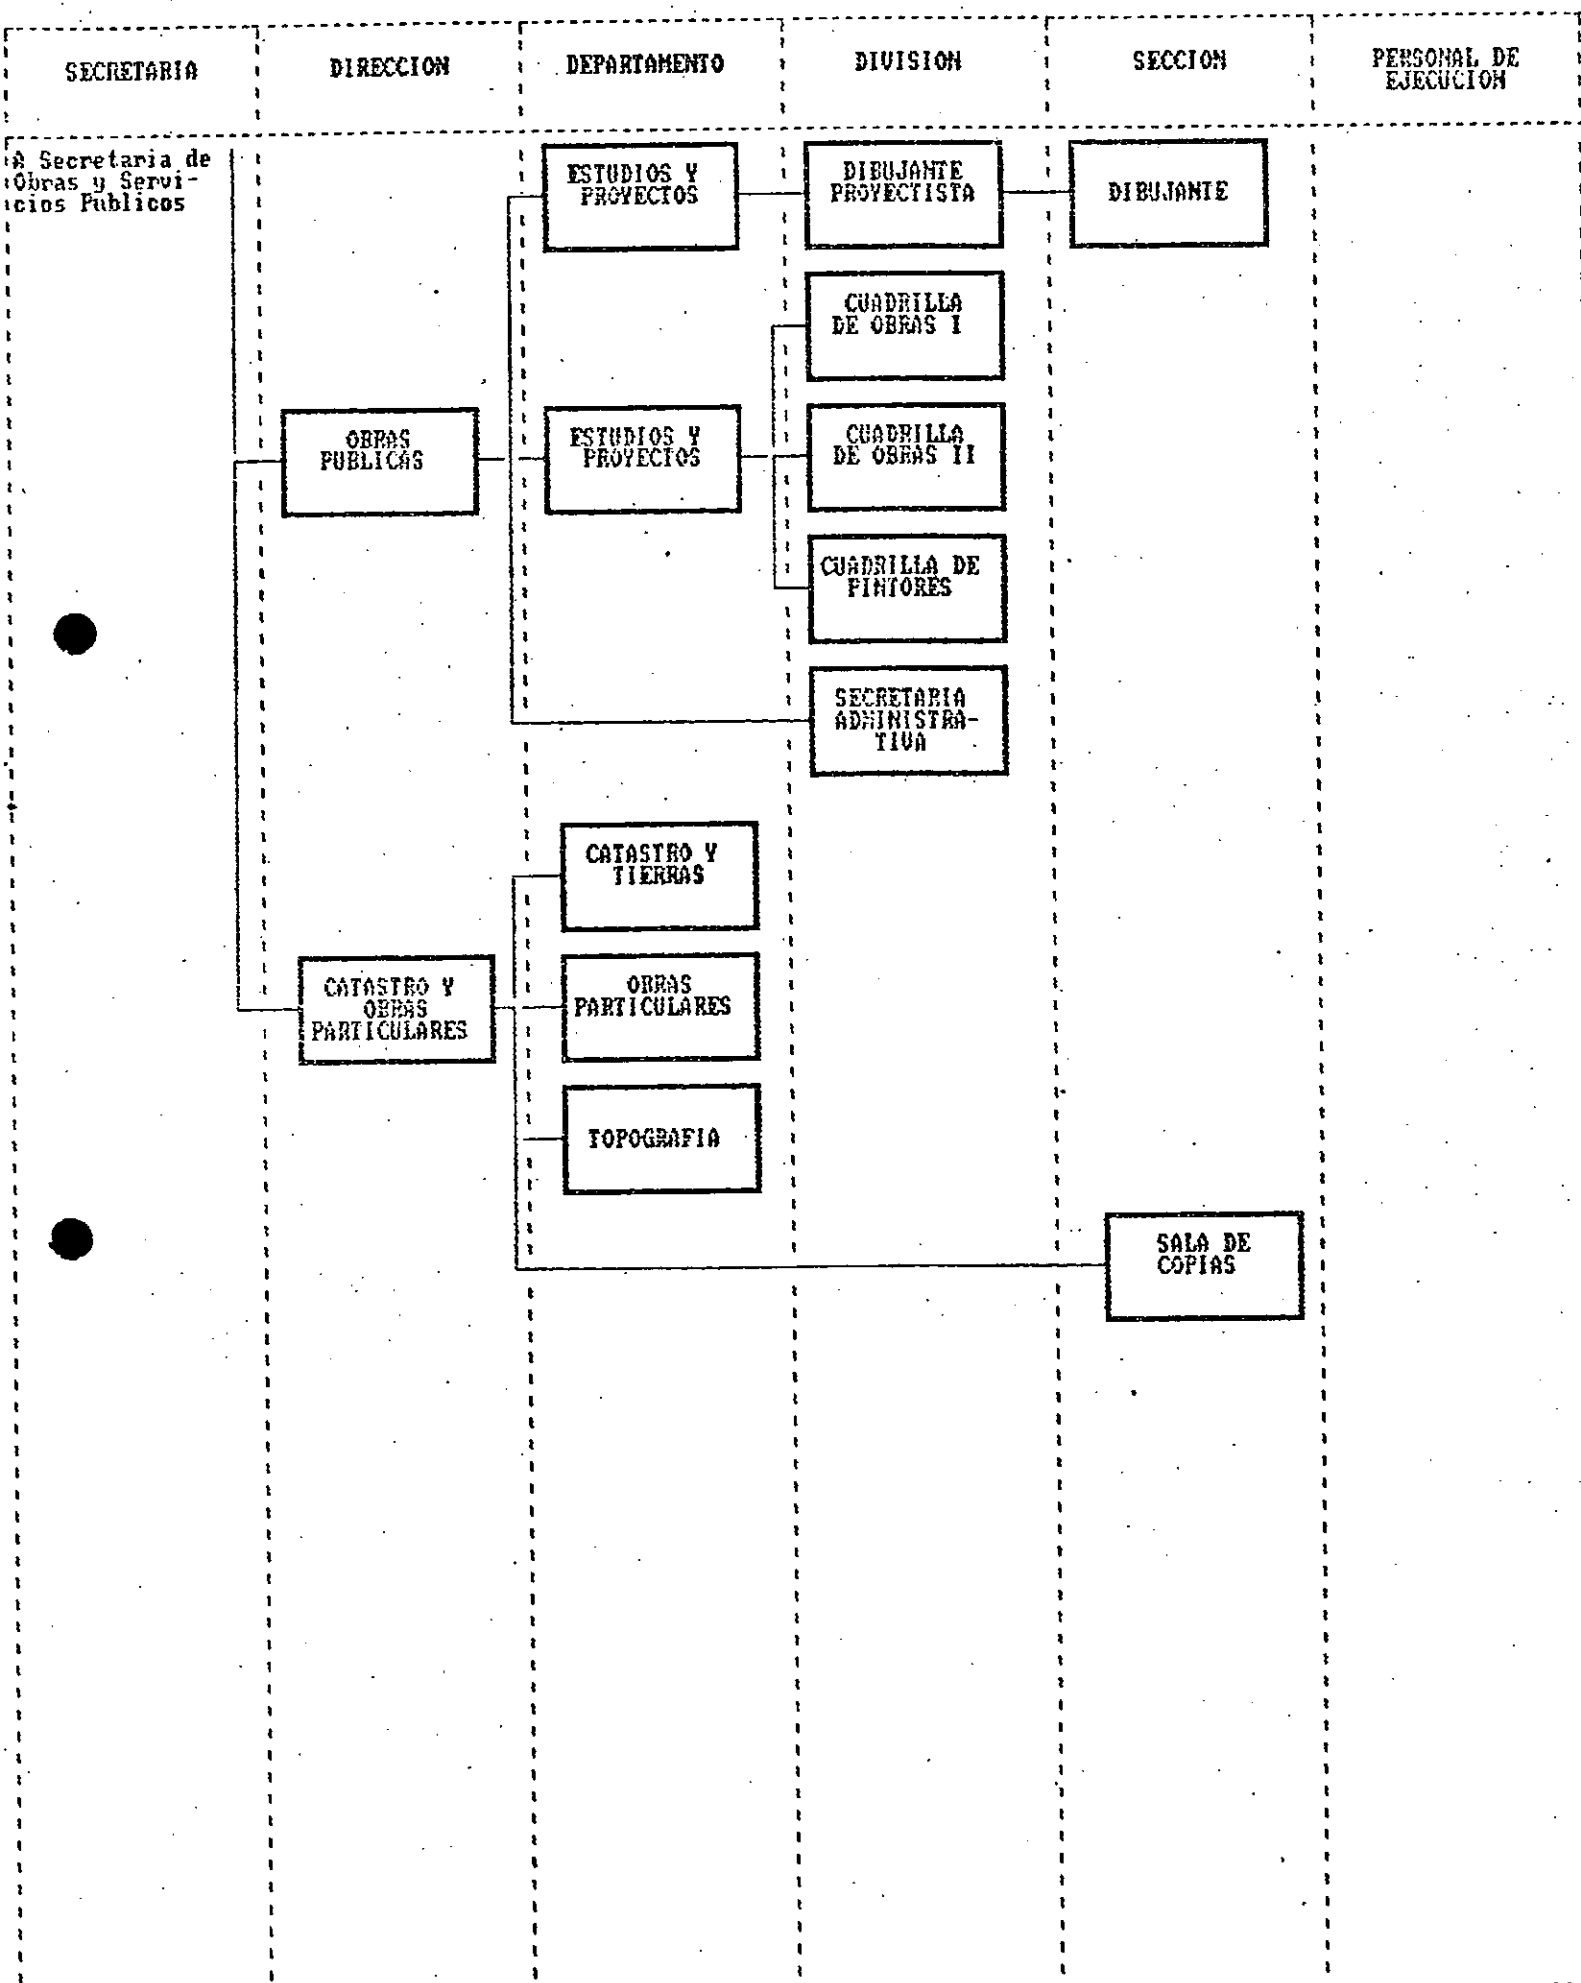 SECRETARIA
DIRECCION
DEPARTAMENTO
DIVISION
SECCION
PERSONAL DE
EJECUCION
A Secretaria de
Obras y Servi-
cios Publicos
ESTUDIOS Y
PROYECTOS
DIBUJANTE
PROYECTISTA
DIBUJANTE
CUADRILLA
DE OBRAS I
OBRAS
PUBLICAS
ESTUDIOS Y
PROYECTOS
CUADRILLA
DE OBRAS II
CUADRILLA DE
PINTORES
SECRETARIA
ADMINISTRA-
TIVA
CATASTRO Y
TIERRAS
CATASTRO Y
OBRAS
PARTICULARES
OBRAS
PARTICULARES
TOPOGRAFIA
SALA DE
COPIAS